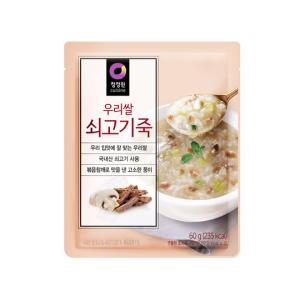 청정원
cuisine
우리쌀
쇠고기죽
우리 입맛에 잘 맞는 우리쌀
국내산 쇠고기 사용
볶음참깨로 맛을 낸 고소한 풍미
60 g (235 kcal)